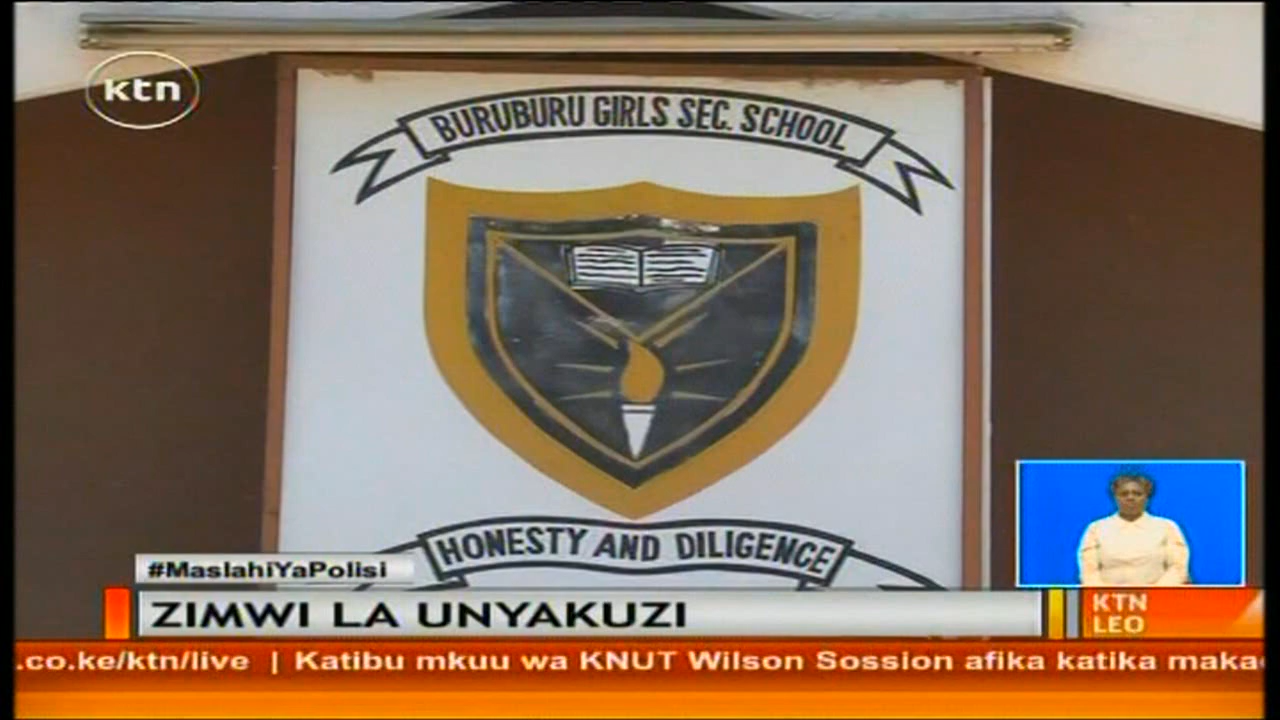 ktn
BURUBURU GIRLS SEC. SCHOOL
HONESTY AND DILIGENCE
#MaslahiYaPolisi
ZIMWI LA UNYAKUZI
KTN
LEO
.co.ke/ktn/live | Katibu mkuu wa KNUT Wilson Sossion afika katika maka